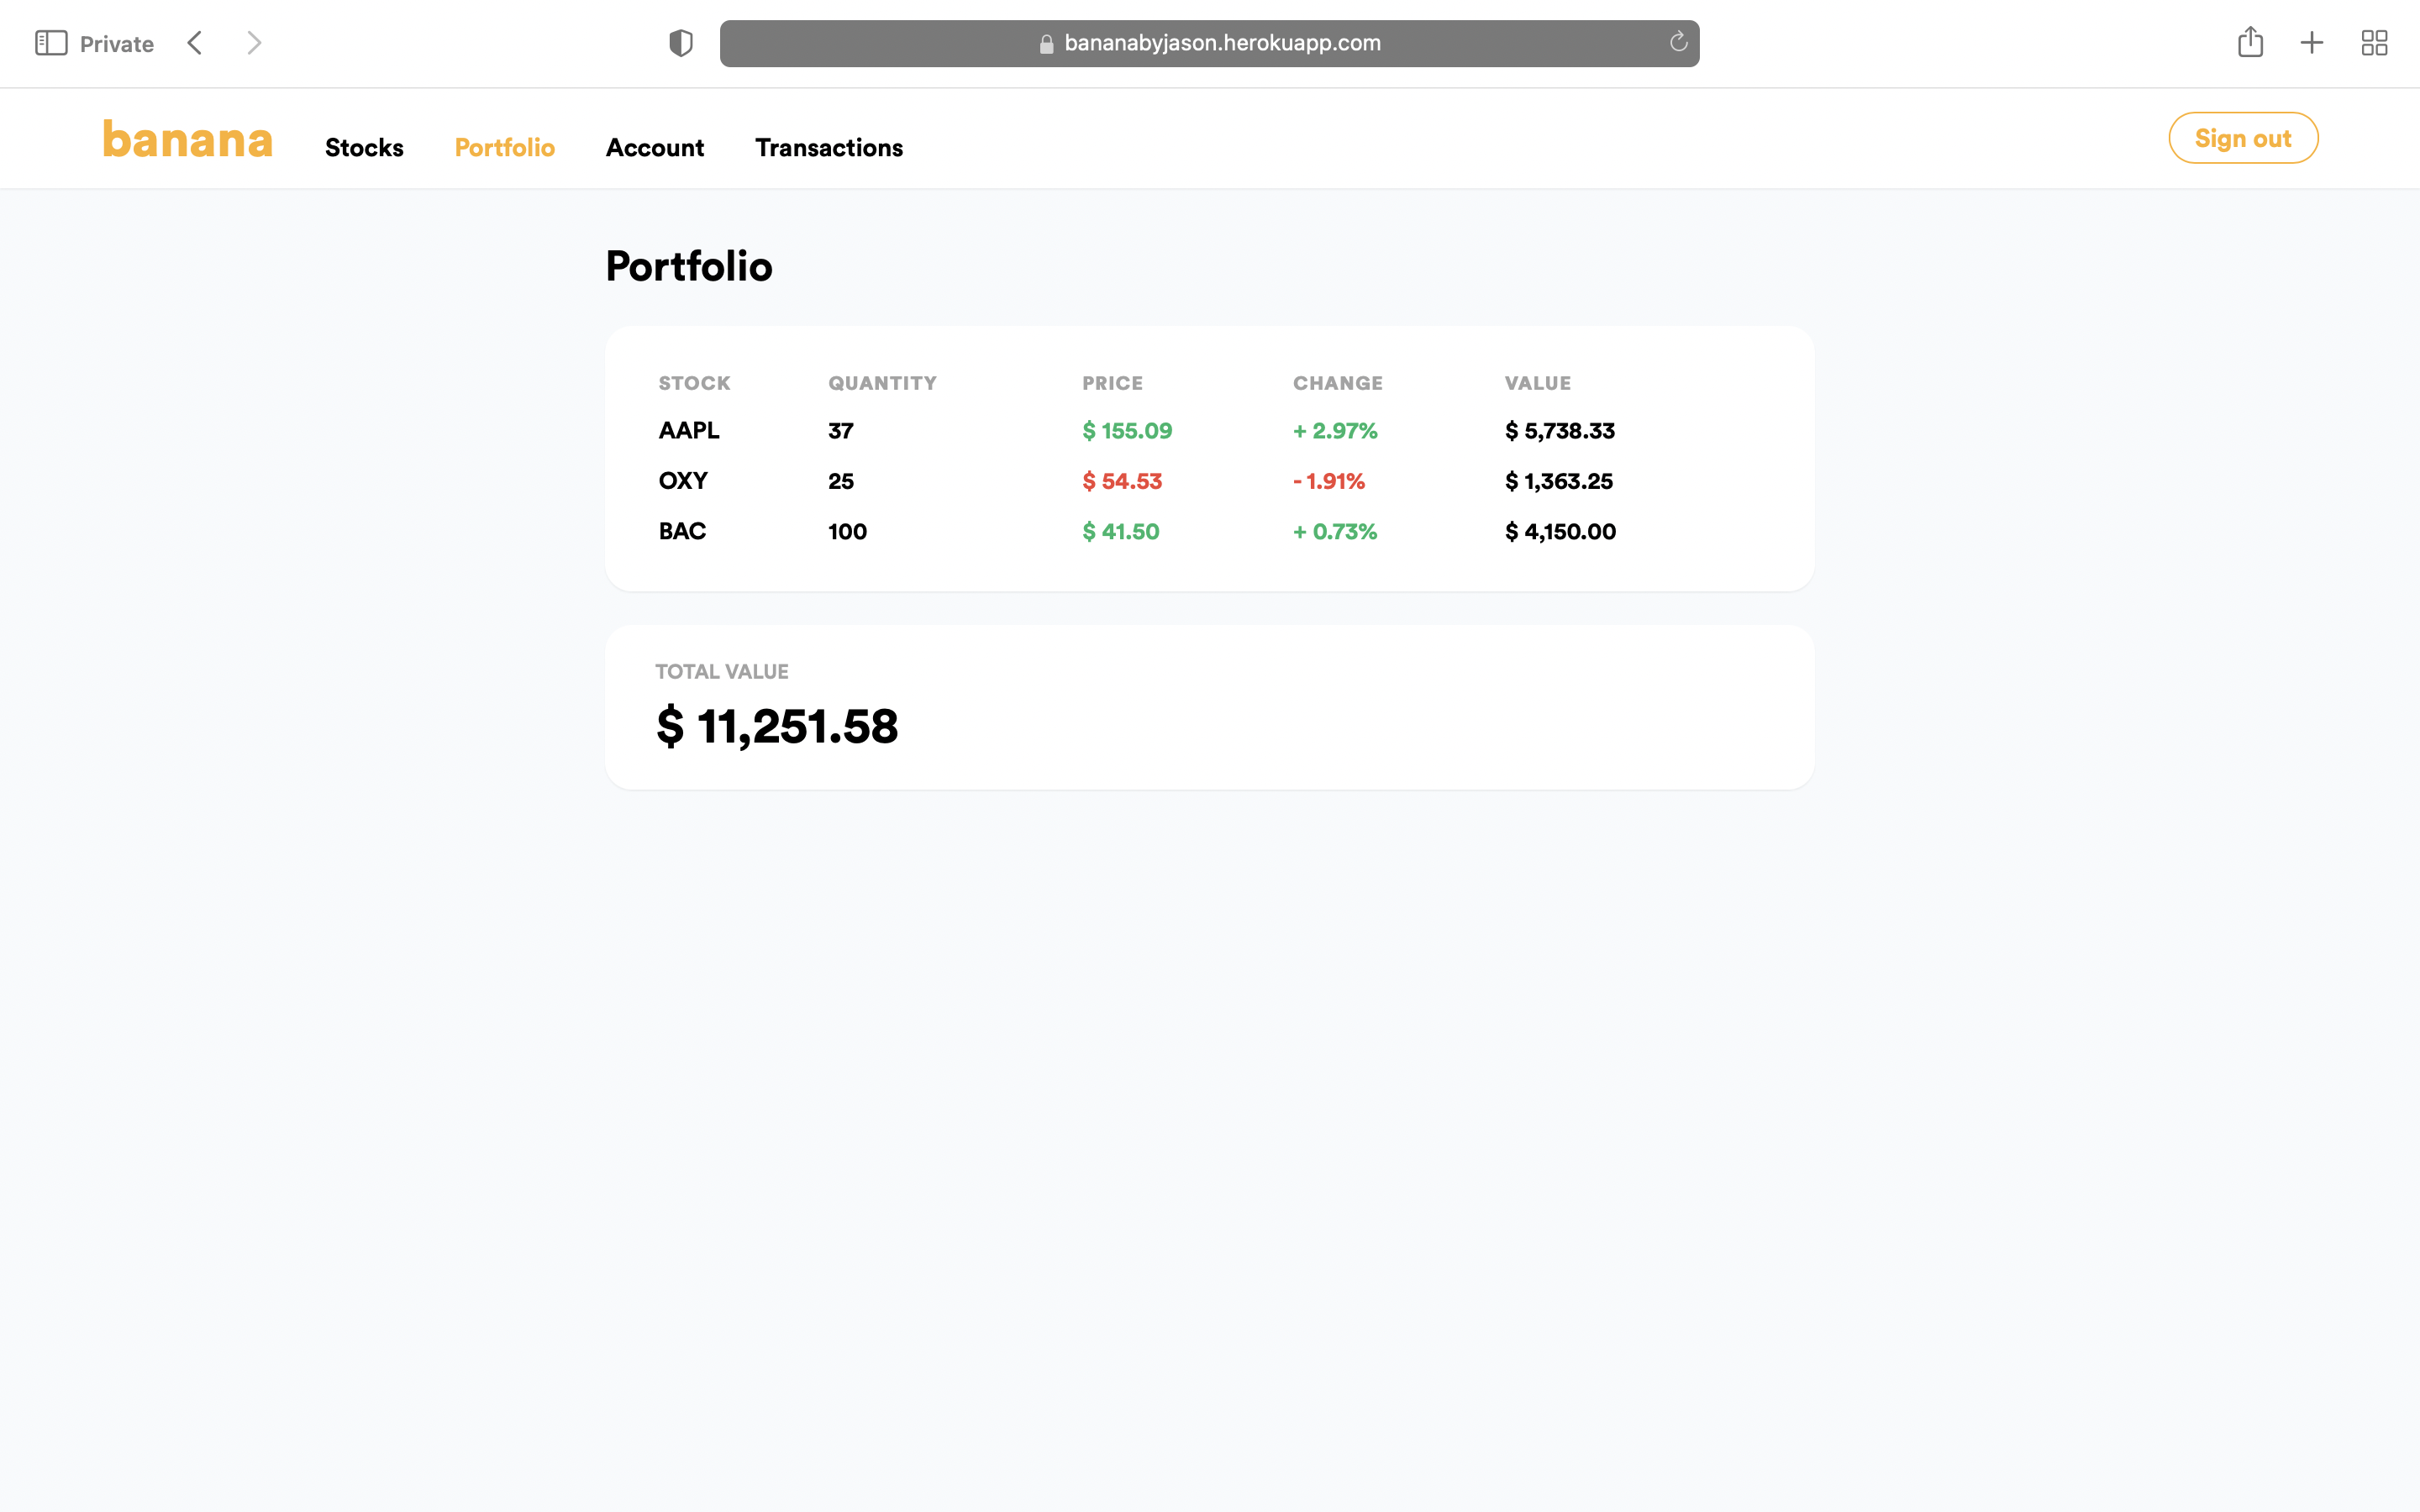 Private
bananabyjason.herokuapp.com
banana Stocks Portfolio Account Transactions Sign out
Portfolio
STOCK QUANTITY PRICE CHANGE VALUE
AAPL 37 $ 155.09 + 2.97% $ 5,738.33
OXY 25 $ 54.53 - 1.91% $ 1,363.25
BAC 100 $ 41.50 + 0.73% $ 4,150.00
TOTAL VALUE
$ 11,251.58